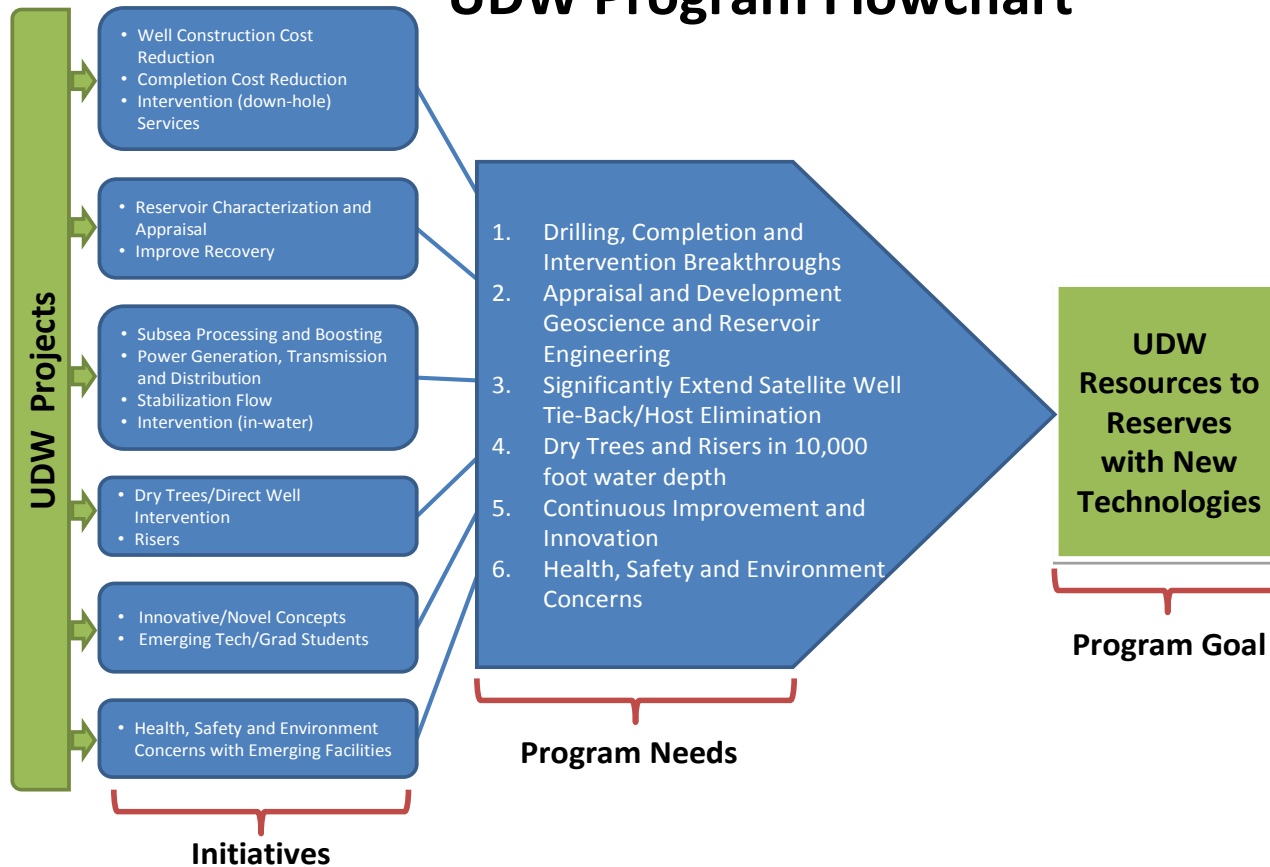 UDW Program Flowchart
UDW Projects
• Well Construction Cost
Reduction
• Completion Cost Reduction
• Intervention (down-hole)
Services
• Reservoir Characterization and
Appraisal
• Improve Recovery
• Subsea Processing and Boosting
• Power Generation, Transmission
and Distribution
• Stabilization Flow
• Intervention (in-water)
• Dry Trees/Direct Well
Intervention
• Risers
• Innovative/Novel Concepts
• Emerging Tech/Grad Students
• Health, Safety and Environment
Concerns with Emerging Facilities
Initiatives
1. Drilling, Completion and
Intervention Breakthroughs
2. Appraisal and Development
Geoscience and Reservoir
Engineering
3. Significantly Extend Satellite Well
Tie-Back/Host Elimination
4. Dry Trees and Risers in 10,000
foot water depth
5. Continuous Improvement and
Innovation
6. Health, Safety and Environment
Concerns
Program Needs
UDW
Resources to
Reserves
with New
Technologies
Program Goal